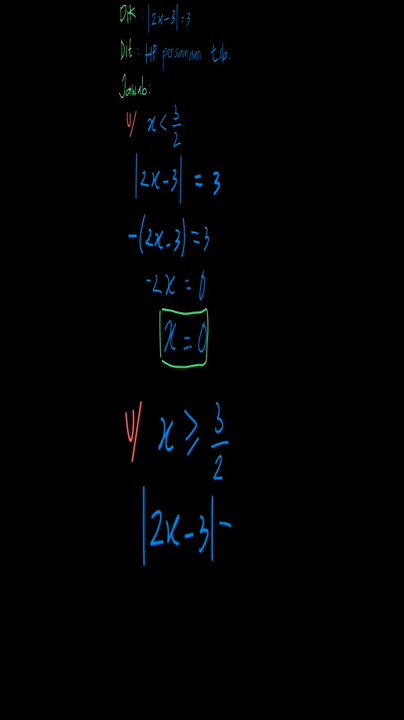 Dik : |2x-3|=3
Dit : HP persamaan tsb.
Jawab:
U/ x < 3/2
|2x-3| = 3
-(2x-3)=3
-2x = 0
x = 0
U/ x ≥ 3/2
|2x-3| -